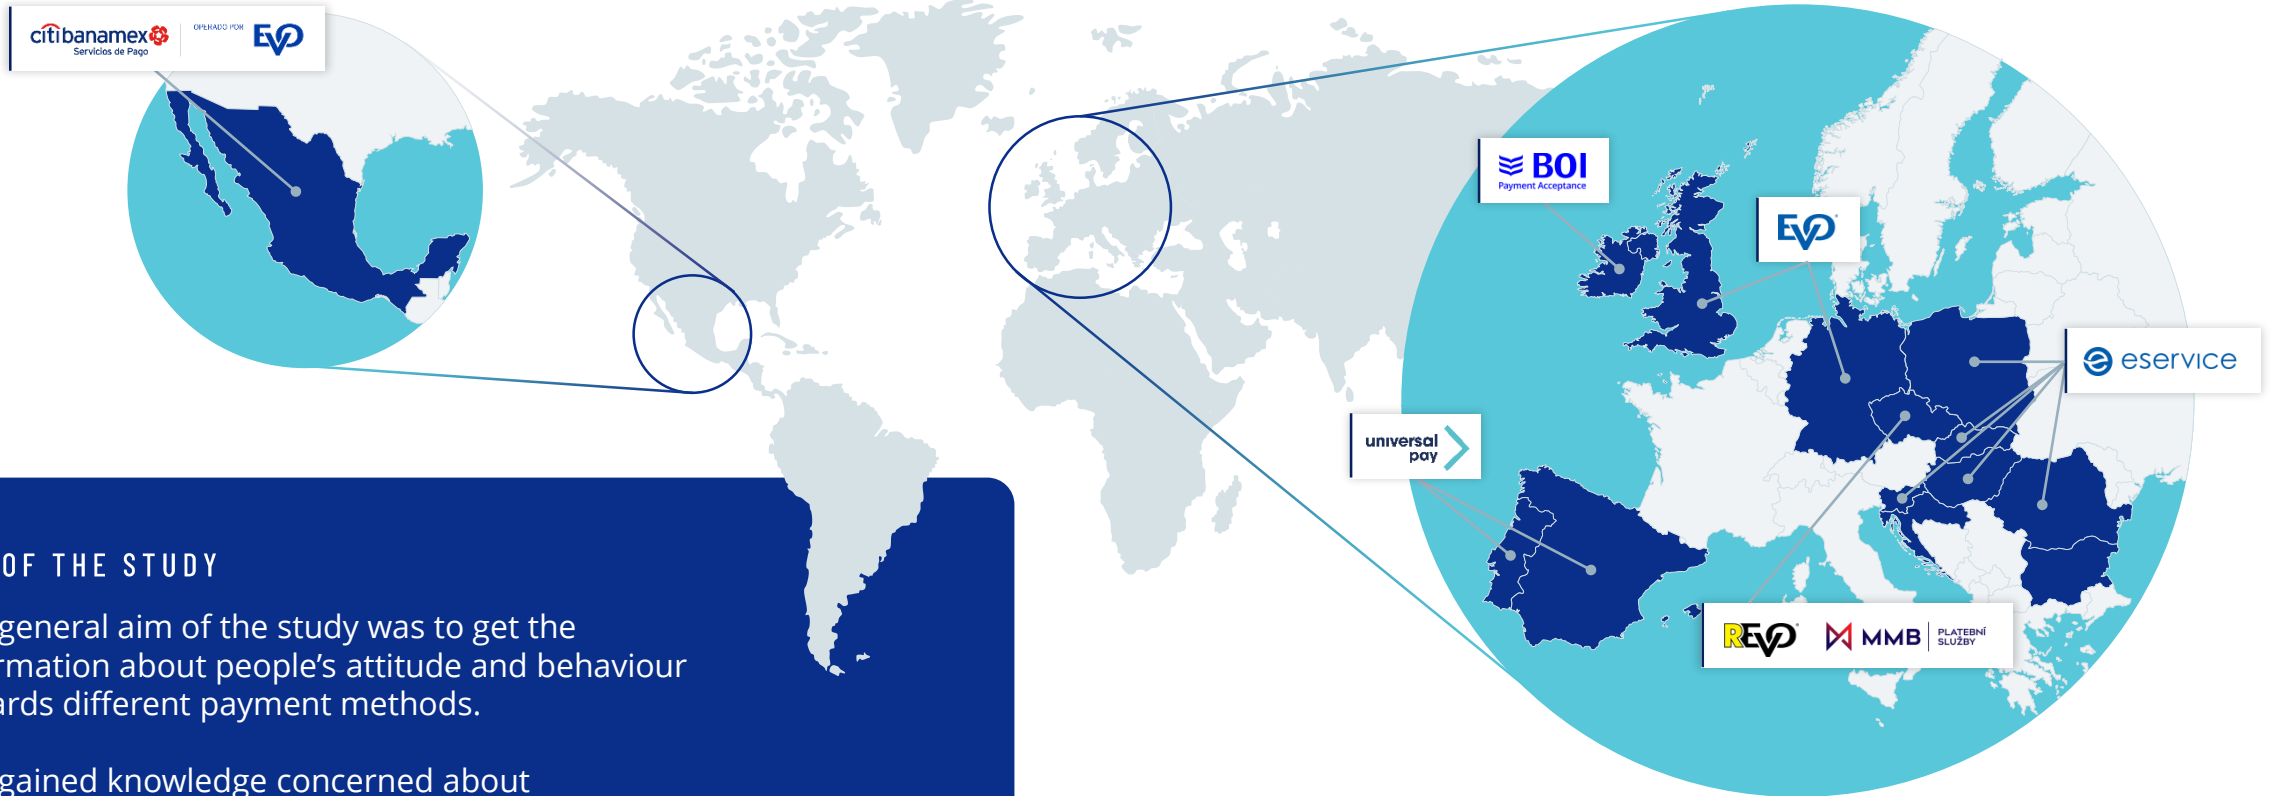 citibanamex
Servicios de Pago
OPERADO POR
EVO
BOI
Payment Acceptance
EVO
eservice
universal
pay
REVO
MMB
PLATEBNÍ
SLUŽBY
OF THE STUDY
general aim of the study was to get the
rmation about people's attitude and behaviour
ards different payment methods.
gained knowledge concerned about